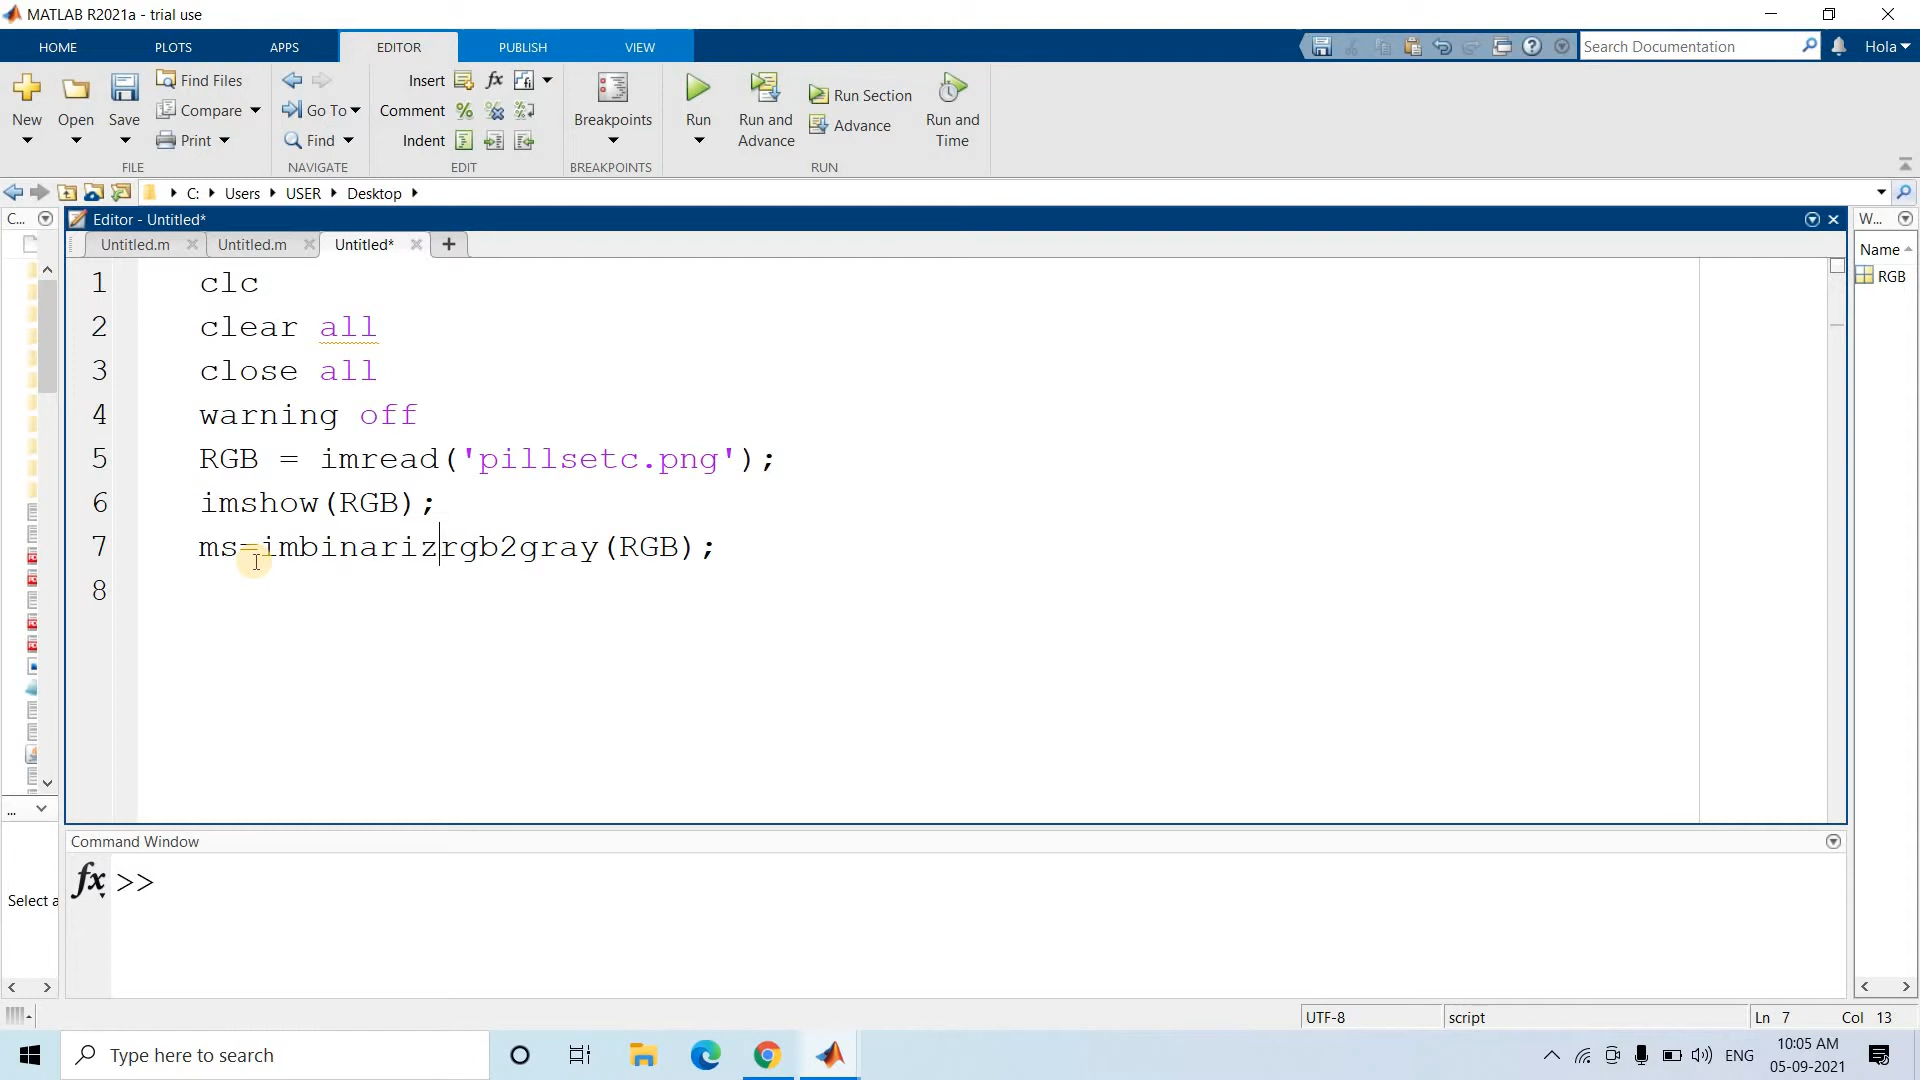 MATLAB R2021a - trial use
HOME PLOTS APPS EDITOR PUBLISH VIEW Search Documentation Hola
New Open Save Find Files Compare Print
FILE
Go To Find
NAVIGATE
Insert fx
Comment
Indent
EDIT
Breakpoints
BREAKPOINTS
Run Run and Advance Run Section Advance Run and Time
RUN
C: Users USER Desktop
C...
Editor - Untitled*
W...
Untitled.m Untitled.m Untitled* +
Name
RGB
1 clc
2 clear all
3 close all
4 warning off
5 RGB = imread('pillsetc.png');
6 imshow(RGB);
7 ms=imbinarizrgb2gray(RGB);
8
...
Select a
Command Window
fx >>
UTF-8 script Ln 7 Col 13
Type here to search
ENG
10:05 AM
05-09-2021